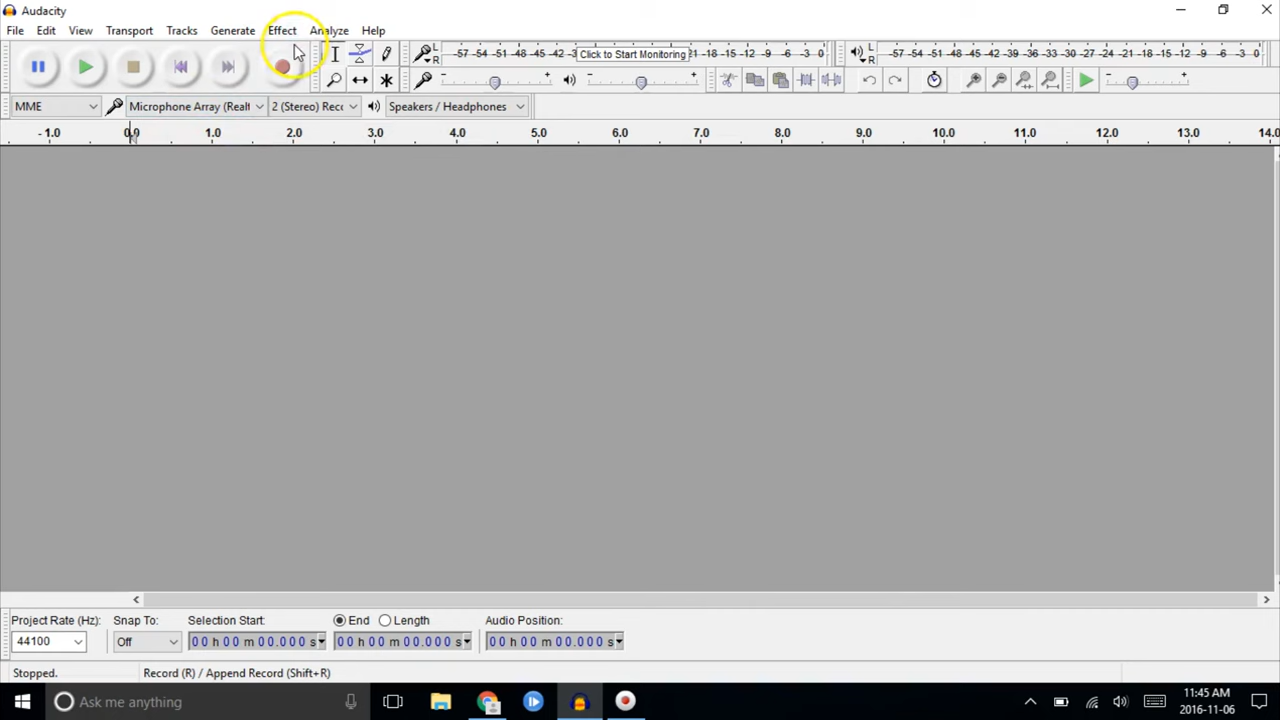 Audacity
File Edit View Transport Tracks Generate Effect Analyze Help
L R -57 -54 -51 -48 -45 -42 -3 Click to Start Monitoring -21 -18 -15 -12 -9 -6 -3 0
L R -57 -54 -51 -48 -45 -42 -39 -36 -33 -30 -27 -24 -21 -18 -15 -12 -9 -6 -3 0
- + - + - +
MME Microphone Array (Realt 2 (Stereo) Recc Speakers / Headphones
- 1.0 0.0 1.0 2.0 3.0 4.0 5.0 6.0 7.0 8.0 9.0 10.0 11.0 12.0 13.0 14.0
Project Rate (Hz): Snap To: Selection Start: End Length Audio Position:
44100 Off 00 h 00 m 00.000 s 00 h 00 m 00.000 s 00 h 00 m 00.000 s
Stopped. Record (R) / Append Record (Shift+R)
Ask me anything
11:45 AM
2016-11-06